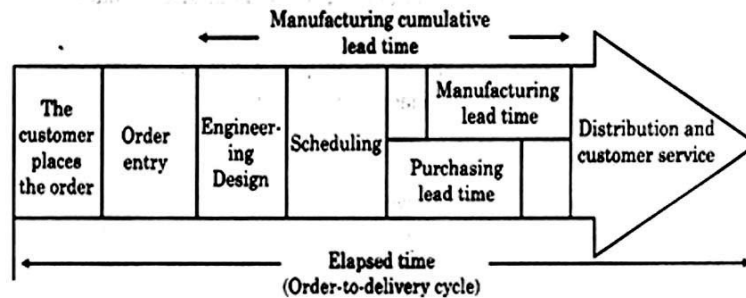 Manufacturing cumulative
lead time
The
customer
places
the order
Order
entry
Engineer-
ing
Design
Scheduling
Manufacturing
lead time
Purchasing
lead time
Distribution and
customer service
Elapsed time
(Order-to-delivery cycle)